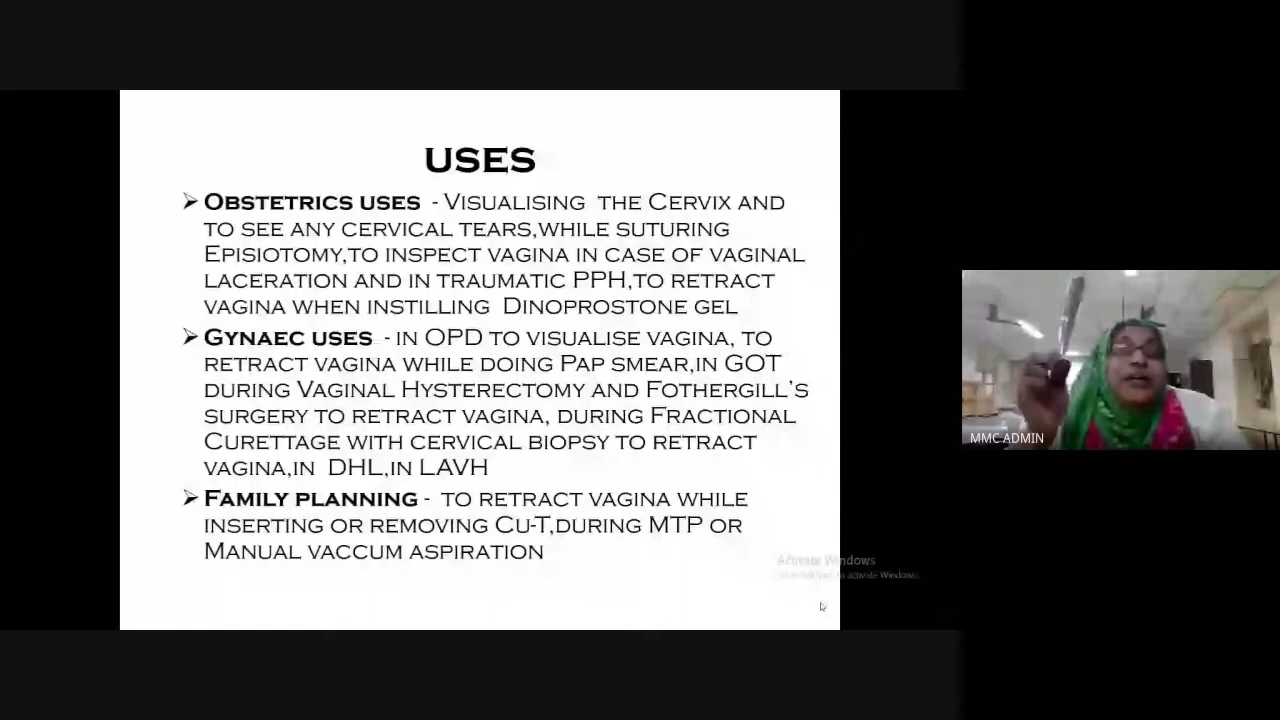 USES
➢ OBSTETRICS USES - VISUALISING THE CERVIX AND
TO SEE ANY CERVICAL TEARS,WHILE SUTURING
EPISIOTOMY,TO INSPECT VAGINA IN CASE OF VAGINAL
LACERATION AND IN TRAUMATIC PPH,TO RETRACT
VAGINA WHEN INSTILLING DINOPROSTONE GEL
➢ GYNAEC USES - IN OPD TO VISUALISE VAGINA, TO
RETRACT VAGINA WHILE DOING PAP SMEAR,IN GOT
DURING VAGINAL HYSTERECTOMY AND FOTHERGILL'S
SURGERY TO RETRACT VAGINA, DURING FRACTIONAL
CURETTAGE WITH CERVICAL BIOPSY TO RETRACT
VAGINA,IN DHL,IN LAVH
➢ FAMILY PLANNING - TO RETRACT VAGINA WHILE
INSERTING OR REMOVING CU-T,DURING MTP OR
MANUAL VACCUM ASPIRATION
Activate Windows
to activate Windows.
MMC ADMIN